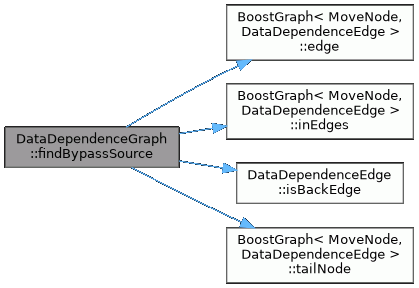 BoostGraph< MoveNode,
DataDependenceEdge >
::edge
BoostGraph< MoveNode,
DataDependenceEdge >
::inEdges
DataDependenceGraph
::findBypassSource
DataDependenceEdge
::isBackEdge
BoostGraph< MoveNode,
DataDependenceEdge >
::tailNode